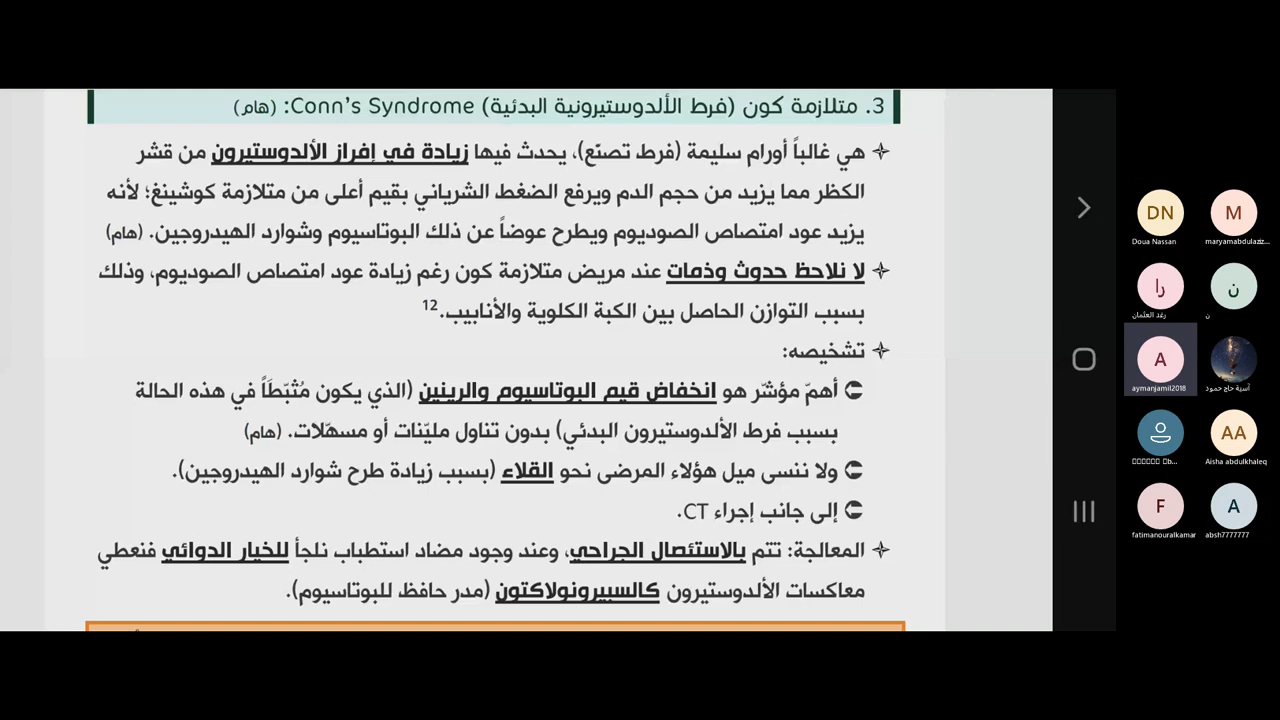 3. متلازمة كون (فرط الألدوستيرونية البدئية) Conn's Syndrome: (هام)
هي غالباً أورام سليمة (فرط تصنّع)، يحدث فيها زيادة في إفراز الألدوستيرون من قشر
الكظر مما يزيد من حجم الدم ويرفع الضغط الشرياني بقيم أعلى من متلازمة كوشينغ؛ لأنه
يزيد عود امتصاص الصوديوم ويطرح عوضاً عن ذلك البوتاسيوم وشوارد الهيدروجين. (هام)
لا نلاحظ حدوث وذمات عند مريض متلازمة كون رغم زيادة عود امتصاص الصوديوم، وذلك
بسبب التوازن الحاصل بين الكبة الكلوية والأنابيب.12
تشخيصه:
أهمّ مؤشّر هو انخفاض قيم البوتاسيوم والرينين (الذي يكون مُثبّطَاً في هذه الحالة
بسبب فرط الألدوستيرون البدئي) بدون تناول مليّنات أو مسهّلات. (هام)
ولا ننسى ميل هؤلاء المرضى نحو القلاء (بسبب زيادة طرح شوارد الهيدروجين).
إلى جانب إجراء CT.
المعالجة: تتم بالاستئصال الجراحي، وعند وجود مضاد استطباب نلجأ للخيار الدوائي فنعطي
معاكسات الألدوستيرون كالسبيرونولاكتون (مدر حافظ للبوتاسيوم).
DN
Doua Nassan
M
maryamabdulaziz...
را
رغد العثمان
ن
ن
A
aymanjamil2018
آسية حاج حمود
AA
Aisha abdulkhaleq
F
fatimanouralkamar
A
absh7777777